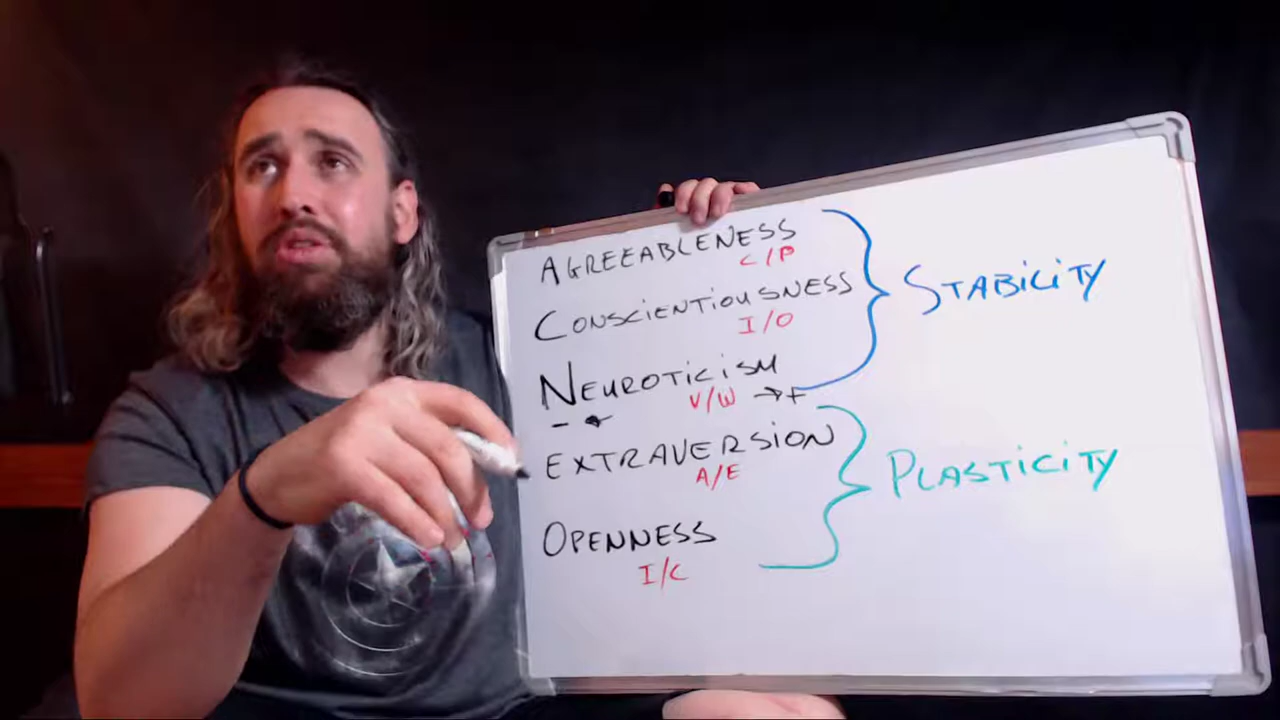 AGREEABLENESS
C/P
CONSCIENTIOUSNESS
I/O
STABILITY
NEUROTICISM
V/W → +
- ←
EXTRAVERSION
A/E
PLASTICITY
OPENNESS
I/C